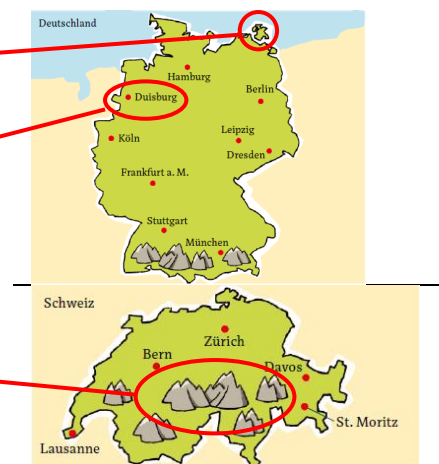 Deutschland
Hamburg
Berlin
Duisburg
Leipzig
Köln
Dresden
Frankfurt a. M.
Stuttgart
München
Schweiz
Zürich
Bern
Davos
St. Moritz
Lausanne